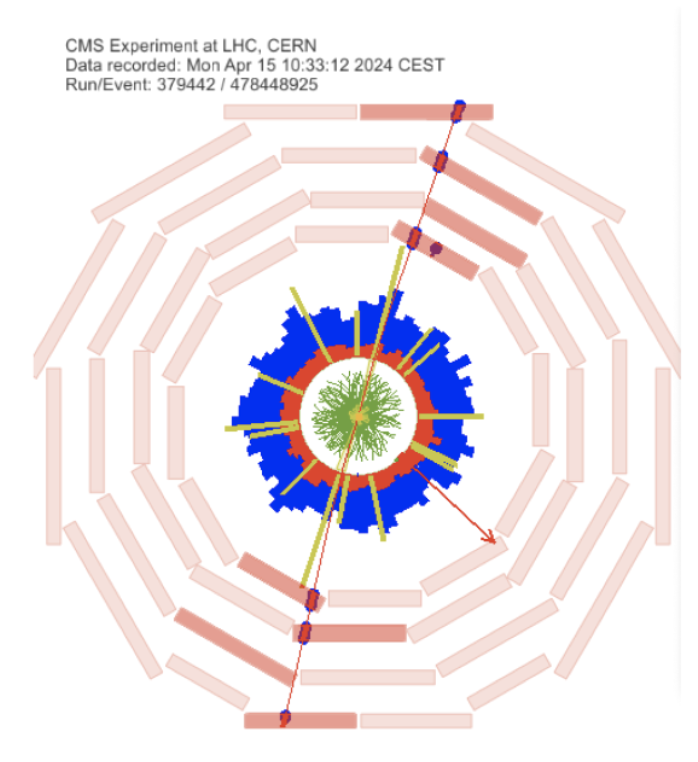 CMS Experiment at LHC, CERN
Data recorded: Mon Apr 15 10:33:12 2024 CEST
Run/Event: 379442 / 478448925